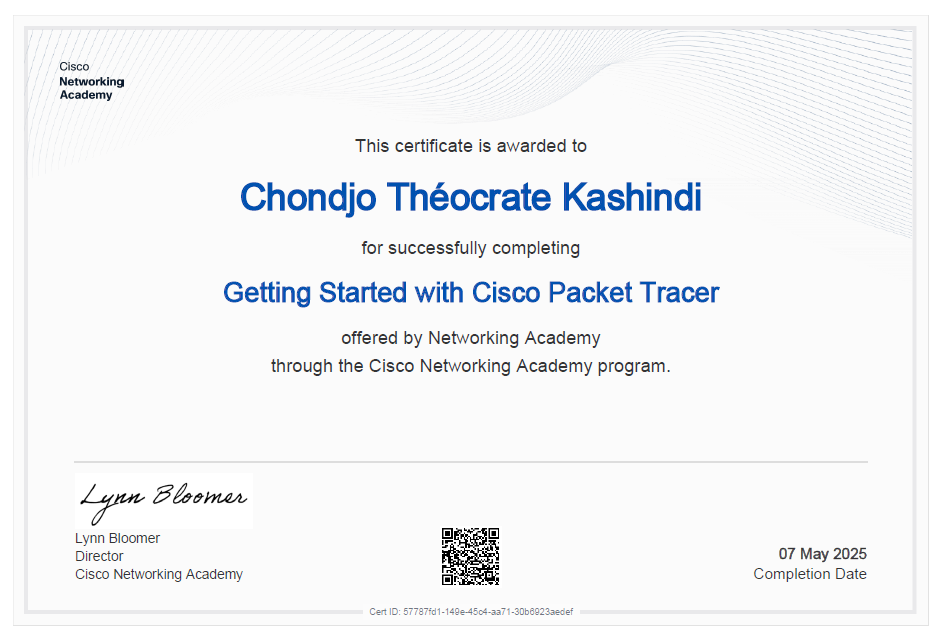 Cisco
Networking
Academy
This certificate is awarded to
Chondjo Théocrate Kashindi
for successfully completing
Getting Started with Cisco Packet Tracer
offered by Networking Academy
through the Cisco Networking Academy program.
Lynn Bloomer
Lynn Bloomer
Director
Cisco Networking Academy
07 May 2025
Completion Date
Cert ID: 57787fd1-149e-45c4-aa71-30b6923aedef